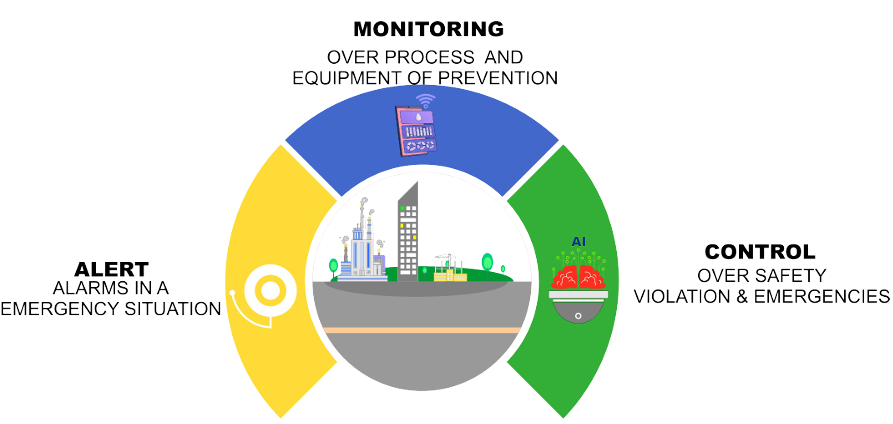 MONITORING
OVER PROCESS AND
EQUIPMENT OF PREVENTION
ALERT
ALARMS IN A
EMERGENCY SITUATION
AI
CONTROL
OVER SAFETY
VIOLATION & EMERGENCIES